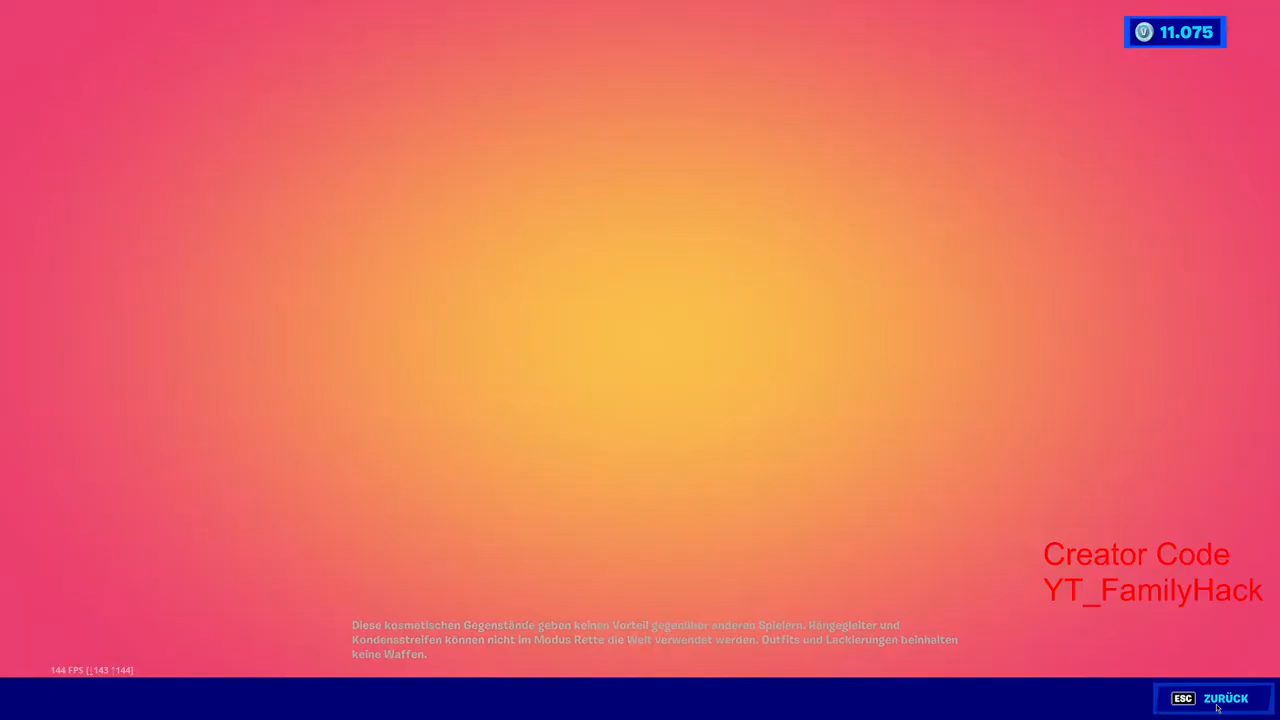 11.075
Creator Code
YT_FamilyHack
Diese kosmetischen Gegenstände geben keinen Vorteil gegenüber anderen Spielern. Hängegleiter und
Kondensstreifen können nicht im Modus Rette die Welt verwendet werden. Outfits und Lackierungen beinhalten
keine Waffen.
144 FPS [↓143 ↑144]
ESC ZURÜCK